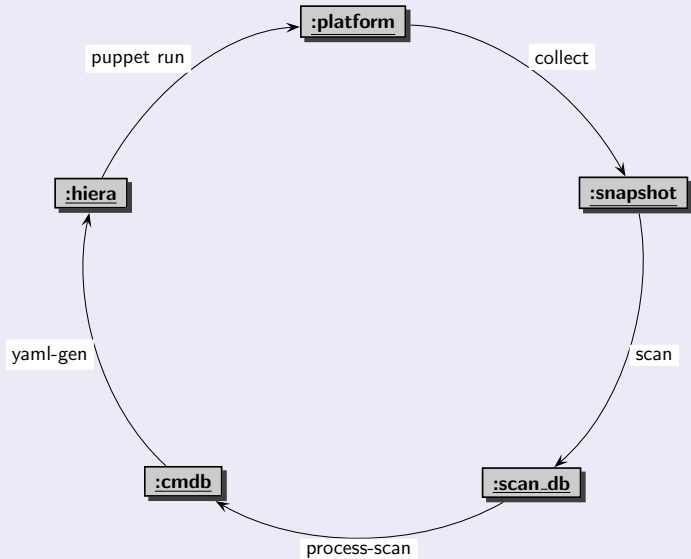 :platform
puppet run
collect
:hiera
:snapshot
yaml-gen
scan
:cmdb
:scan_db
process-scan